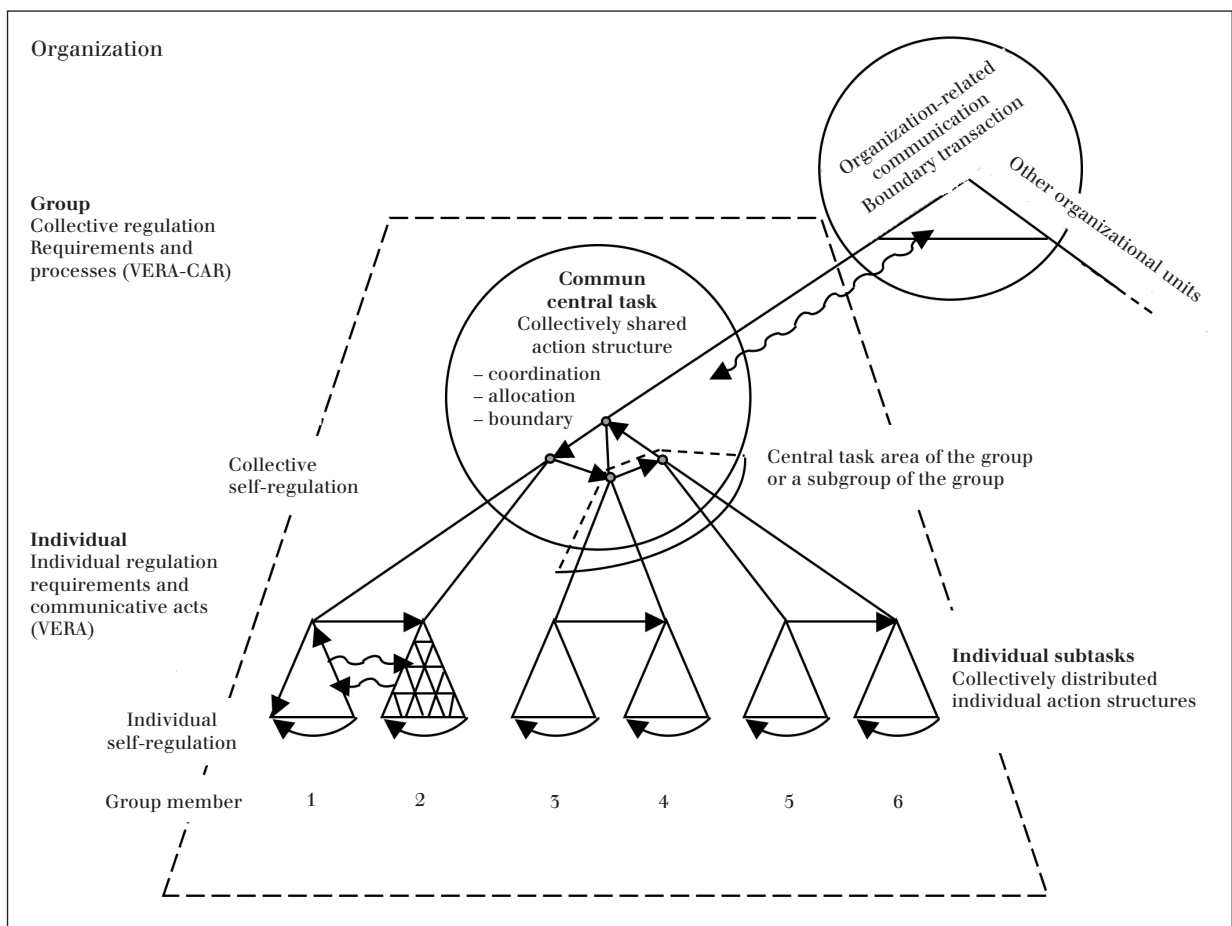 Organization
Organization-related
communication
Boundary transaction
Other organizational units
Group
Collective regulation
Requirements and
processes (VERA-CAR)
Commun
central task
Collectively shared
action structure
– coordination
– allocation
– boundary
Collective
self-regulation
Central task area of the group
or a subgroup of the group
Individual
Individual regulation
requirements and
communicative acts
(VERA)
Individual subtasks
Collectively distributed
individual action structures
Individual
self-regulation
Group member 1 2 3 4 5 6